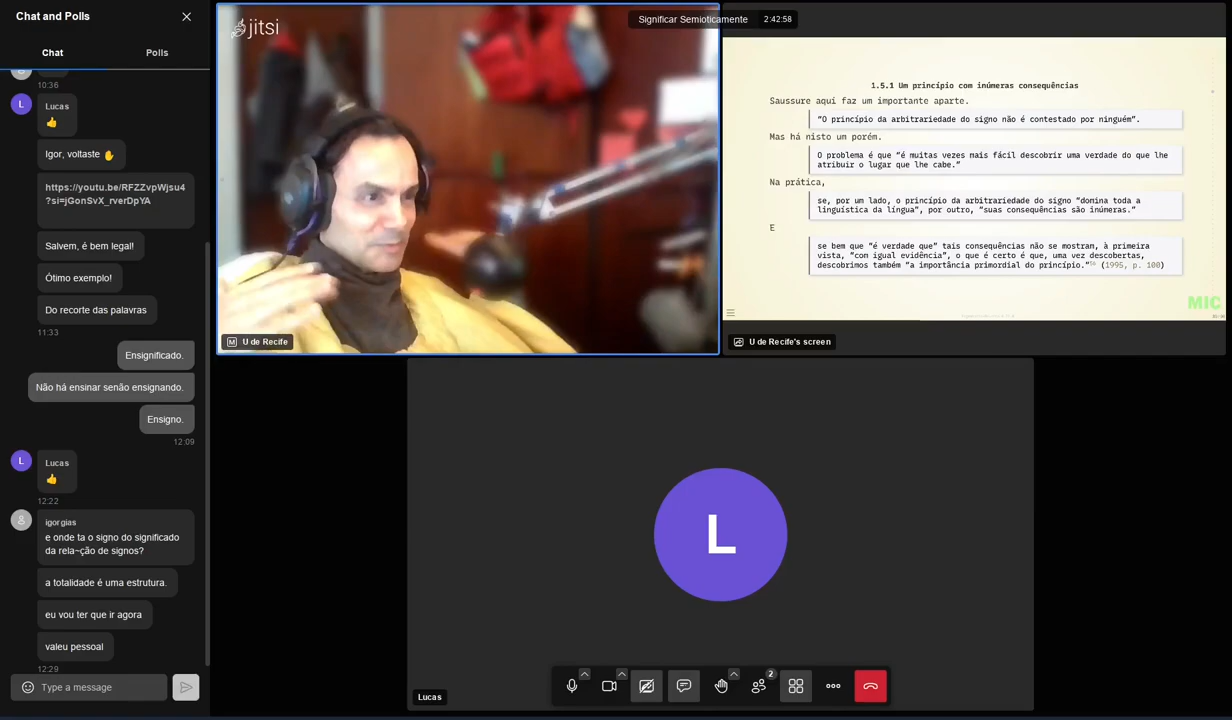 Chat and Polls
Chat
Polls
10:36
L
Lucas
👍
Igor, voltaste ✋
https://youtu.be/RFZZvpWjsu4
?si=jGonSvX_rverDpYA
Salvem, é bem legal!
Ótimo exemplo!
Do recorte das palavras
11:33
Ensignificado.
Não há ensinar senão ensignando.
Ensigno.
12:09
L
Lucas
👍
12:22
igorgias
e onde ta o signo do significado
da rela~ção de signos?
a totalidade é uma estrutura.
eu vou ter que ir agora
valeu pessoal
12:29
Type a message
jitsi
Significar Semioticamente
2:42:58
M
U de Recife
1.5.1 Um princípio com inúmeras consequências
Saussure aqui faz um importante aparte.
“O princípio da arbitrariedade do signo não é contestado por ninguém”.
Mas há nisto um porém.
O problema é que “é muitas vezes mais fácil descobrir uma verdade do que lhe
atribuir o lugar que lhe cabe.”
Na prática,
se, por um lado, o princípio da arbitrariedade do signo “domina toda a
linguística da língua”, por outro, “suas consequências são inúmeras.”
E
se bem que “é verdade que” tais consequências não se mostram, à primeira
vista, “com igual evidência”, o que é certo é que, uma vez descobertas,
descobrimos também “a importância primordial do princípio.” (1995, p. 100)
MIC
U de Recife's screen
L
Lucas
2